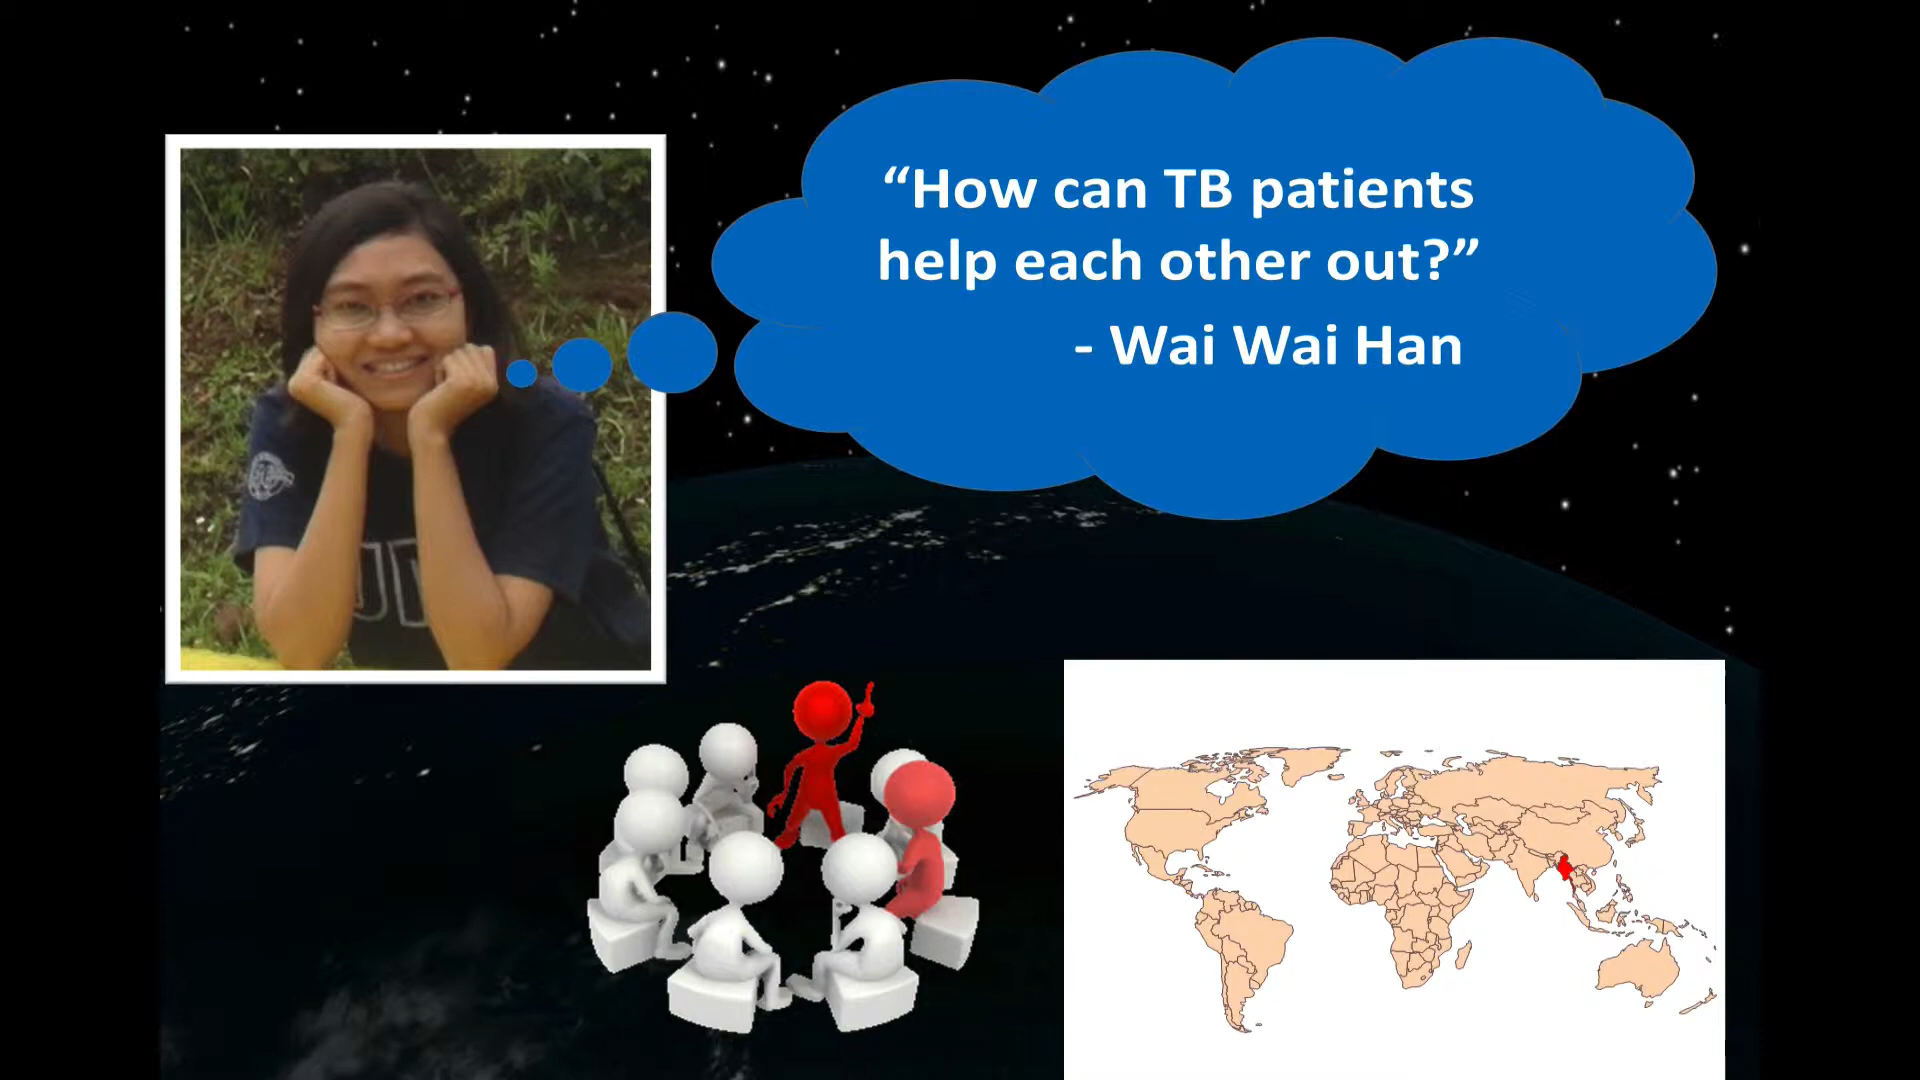 “How can TB patients
help each other out?”
- Wai Wai Han